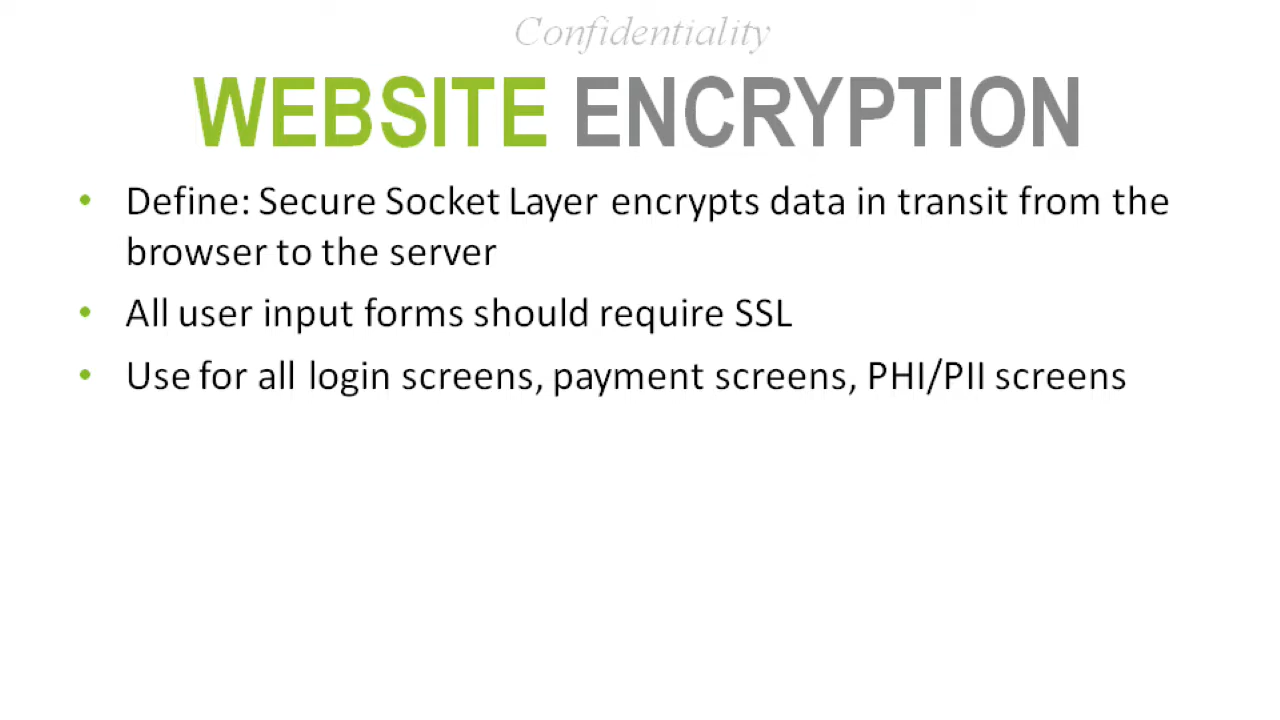 Confidentiality
WEBSITE ENCRYPTION
• Define: Secure Socket Layer encrypts data in transit from the
browser to the server
• All user input forms should require SSL
• Use for all login screens, payment screens, PHI/PII screens